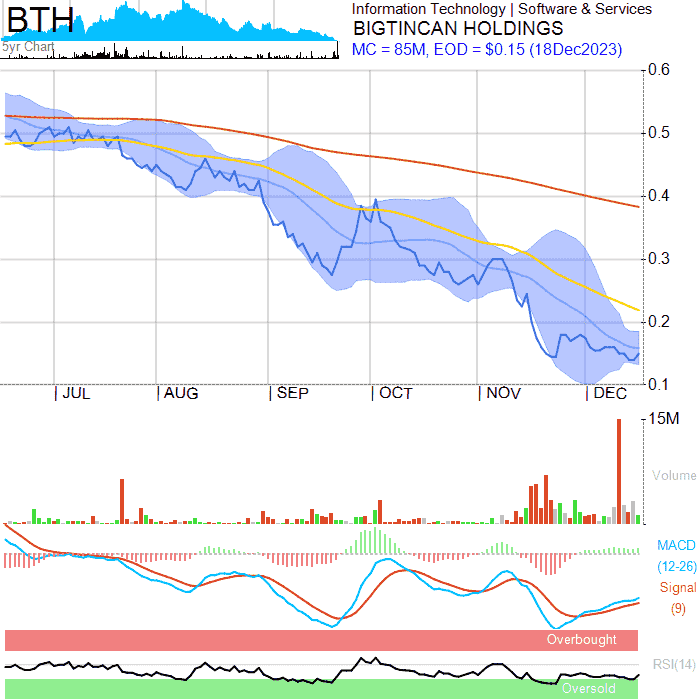 BTH
5yr Chart
Information Technology | Software & Services
BIGTINCAN HOLDINGS
MC = 85M, EOD = $0.15 (18Dec2023)
0.6
0.5
0.4
0.3
0.2
0.1
JUL AUG SEP OCT NOV DEC
15M
Volume
MACD
(12-26)
Signal
(9)
Overbought
RSI(14)
Oversold